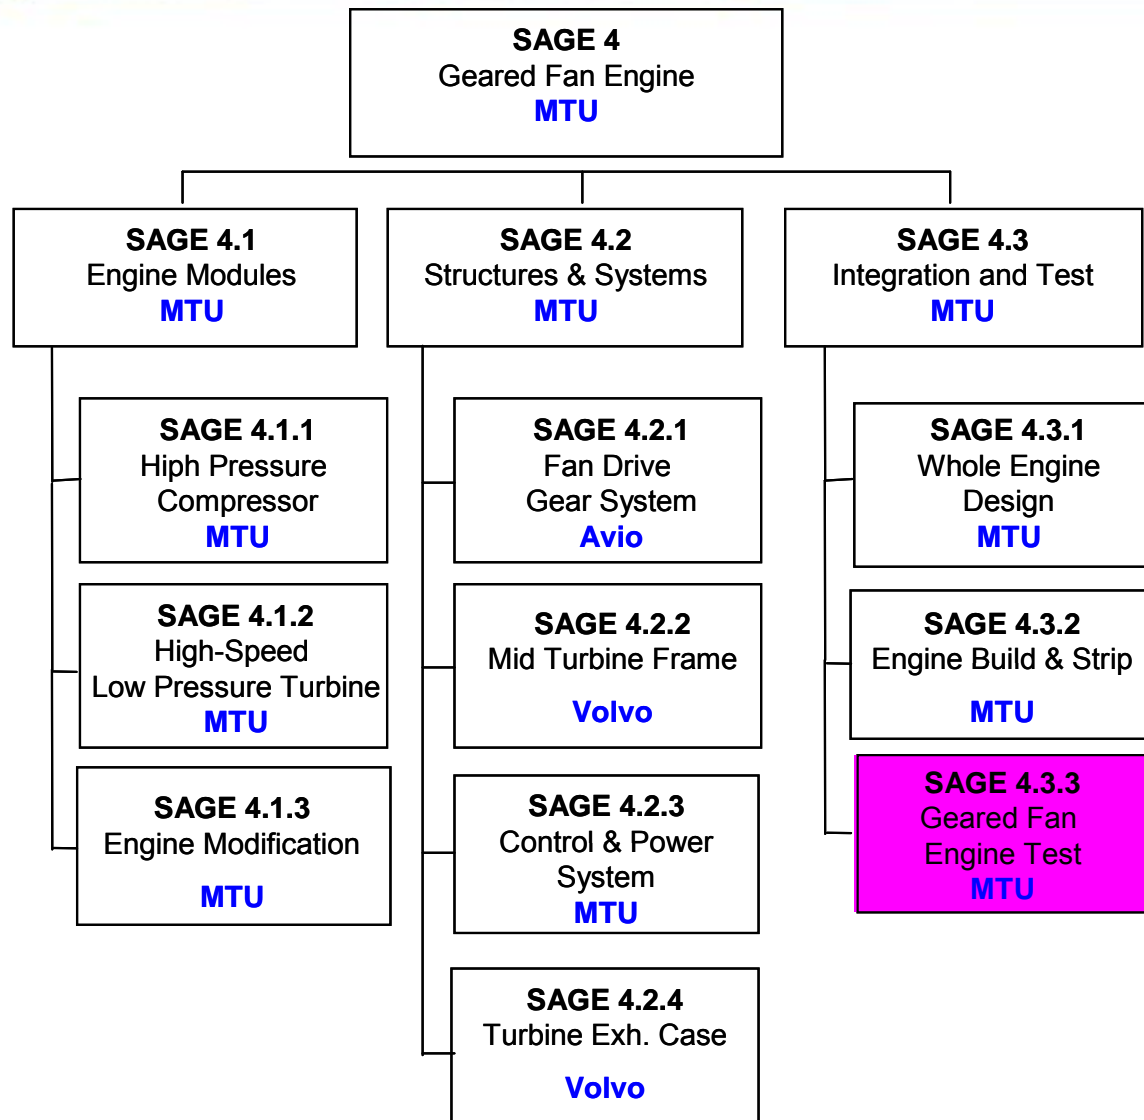 SAGE 4
Geared Fan Engine
MTU
SAGE 4.1
Engine Modules
MTU
SAGE 4.1.1
Hiph Pressure
Compressor
MTU
SAGE 4.1.2
High-Speed
Low Pressure Turbine
MTU
SAGE 4.1.3
Engine Modification
MTU
SAGE 4.2
Structures & Systems
MTU
SAGE 4.2.1
Fan Drive
Gear System
Avio
SAGE 4.2.2
Mid Turbine Frame
Volvo
SAGE 4.2.3
Control & Power
System
MTU
SAGE 4.2.4
Turbine Exh. Case
Volvo
SAGE 4.3
Integration and Test
MTU
SAGE 4.3.1
Whole Engine
Design
MTU
SAGE 4.3.2
Engine Build & Strip
MTU
SAGE 4.3.3
Geared Fan
Engine Test
MTU